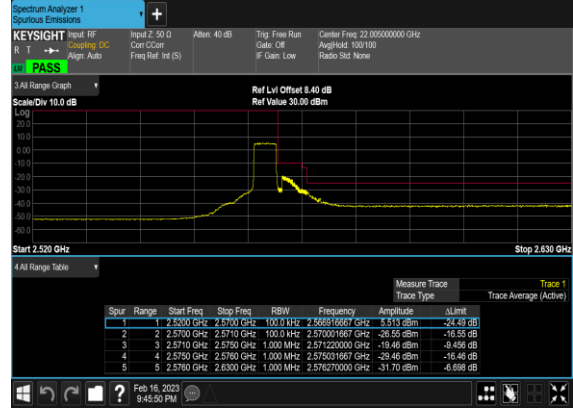 Spectrum Analyzer 1
Spurious Emissions
+
KEYSIGHT Input: RF Input Z: 50 Ω Atten: 40 dB Trig: Free Run Center Freq: 22.005000000 GHz
R T Coupling: DC Corr CCorr Gate: Off Avg|Hold: 100/100
Align: Auto Freq Ref: Int (S) IF Gain: Low Radio Std: None
PASS
3 All Range Graph
Ref Lvl Offset 8.40 dB
Scale/Div 10.0 dB Ref Value 30.00 dBm
Log
20.0
10.0
0.00
-10.0
-20.0
-30.0
-40.0
-50.0
-60.0
Start 2.520 GHz Stop 2.630 GHz
4 All Range Table
Measure Trace Trace 1
Trace Type Trace Average (Active)
Spur Range Start Freq Stop Freq RBW Frequency Amplitude ΔLimit
1 1 2.5200 GHz 2.5700 GHz 100.0 kHz 2.566916667 GHz 5.513 dBm -24.49 dB
2 2 2.5700 GHz 2.5710 GHz 100.0 kHz 2.570001667 GHz -26.55 dBm -16.55 dB
3 3 2.5710 GHz 2.5750 GHz 1.000 MHz 2.571220000 GHz -19.46 dBm -9.456 dB
4 4 2.5750 GHz 2.5760 GHz 1.000 MHz 2.575031667 GHz -29.46 dBm -16.46 dB
5 5 2.5760 GHz 2.6300 GHz 1.000 MHz 2.576270000 GHz -31.70 dBm -6.698 dB
? Feb 16, 2023
9:45:50 PM